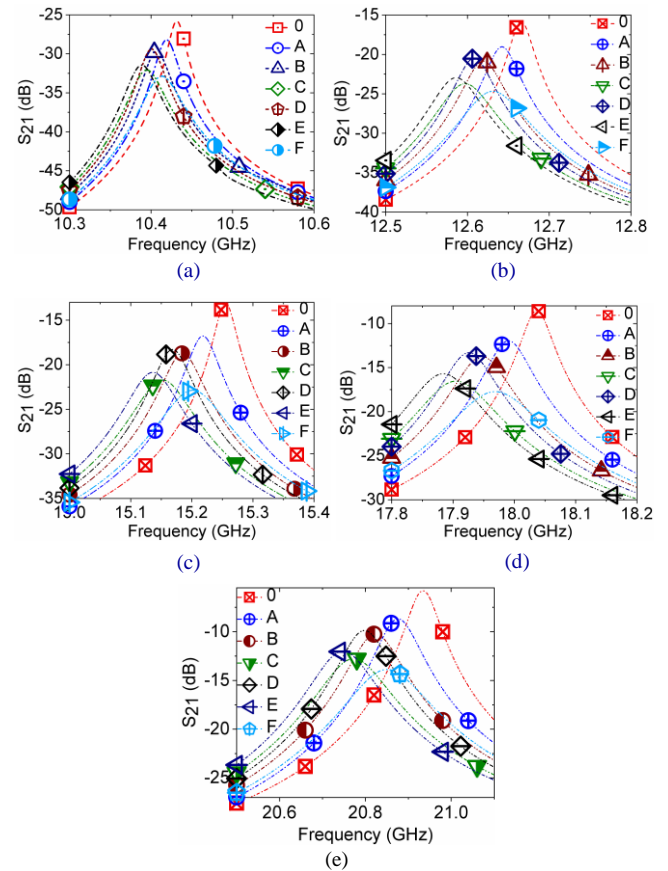 -25
-30
-35
-40
-45
-50
S21 (dB)
10.3
10.4
10.5
10.6
Frequency (GHz)
0
A
B
C
D
E
F
(a)
-15
-20
-25
-30
-35
-40
S21 (dB)
12.5
12.6
12.7
12.8
Frequency (GHz)
0
A
B
C
D
E
F
(b)
-15
-20
-25
-30
-35
S21 (dB)
15.0
15.1
15.2
15.3
15.4
Frequency (GHz)
0
A
B
C
D
E
F
(c)
-10
-15
-20
-25
-30
S21 (dB)
17.8
17.9
18.0
18.1
18.2
Frequency (GHz)
0
A
B
C
D
E
F
(d)
-10
-15
-20
-25
S21 (dB)
20.6
20.8
21.0
Frequency (GHz)
0
A
B
C
D
E
F
(e)